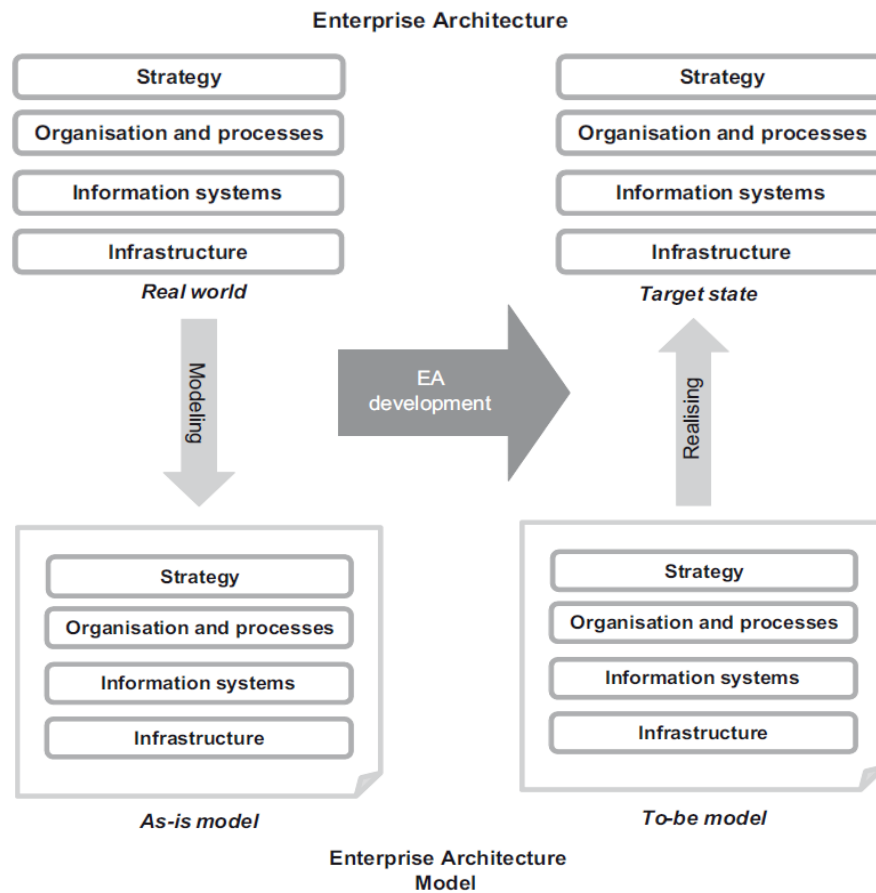 Enterprise Architecture
Strategy
Organisation and processes
Information systems
Infrastructure
Real world
Strategy
Organisation and processes
Information systems
Infrastructure
Target state
Modeling
EA
development
Realising
Strategy
Organisation and processes
Information systems
Infrastructure
As-is model
Strategy
Organisation and processes
Information systems
Infrastructure
To-be model
Enterprise Architecture
Model